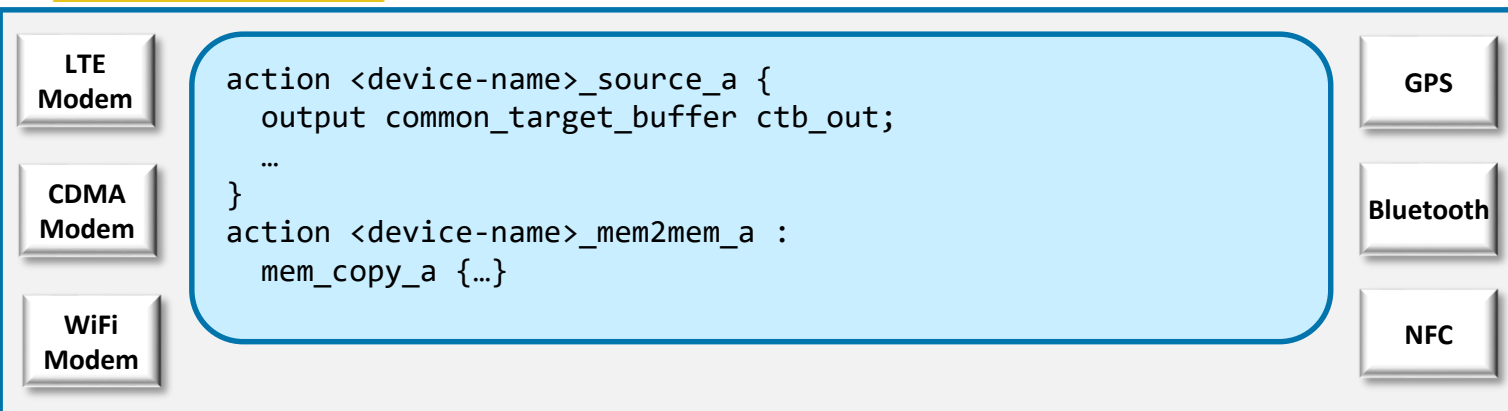 LTE
Modem
CDMA
Modem
WiFi
Modem
action <device-name>_source_a {
  output common_target_buffer ctb_out;
  …
}
action <device-name>_mem2mem_a :
  mem_copy_a {…}
GPS
Bluetooth
NFC